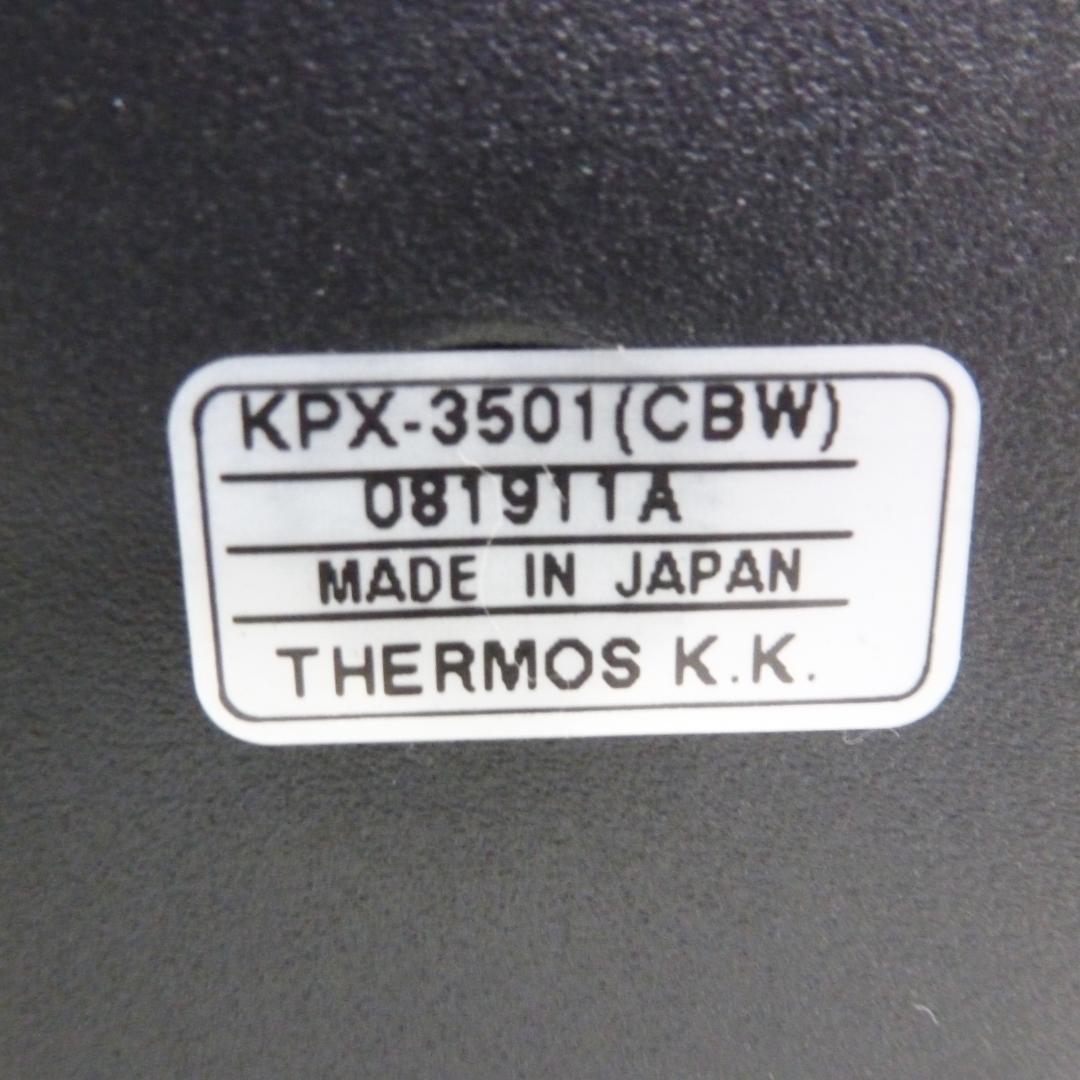 KPX-3501(CBW)
081911A
MADE IN JAPAN
THERMOS K.K.